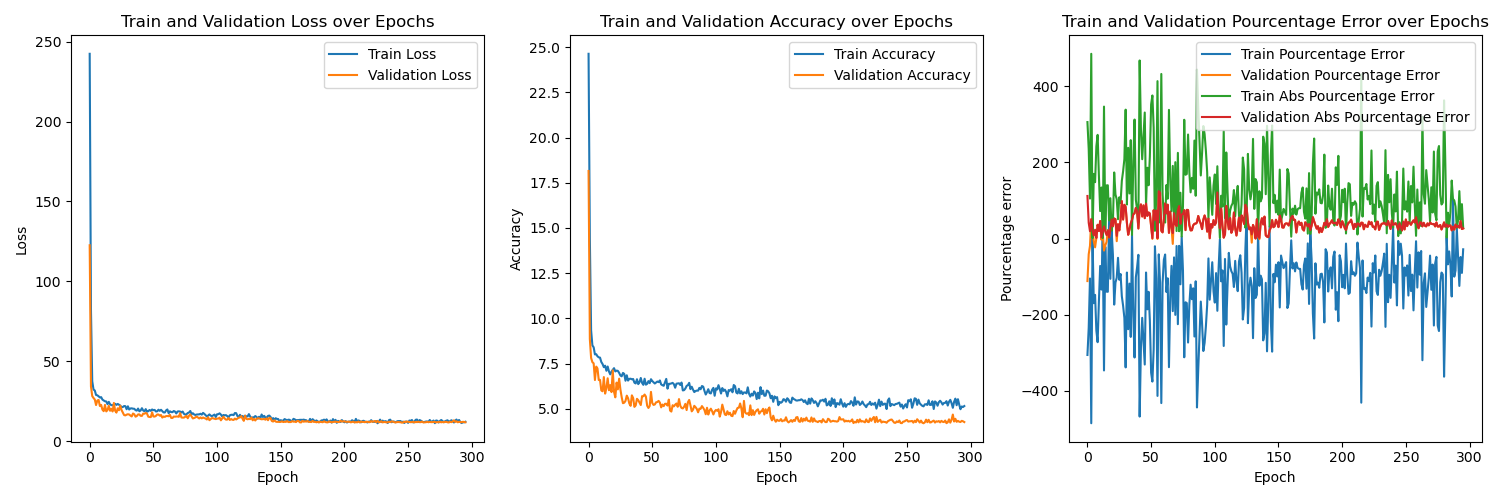 Train and Validation Loss over Epochs
250
200
150
100
50
0
Loss
0 50 100 150 200 250 300
Epoch
Train Loss
Validation Loss
Train and Validation Accuracy over Epochs
25.0
22.5
20.0
17.5
15.0
12.5
10.0
7.5
5.0
Accuracy
0 50 100 150 200 250 300
Epoch
Train Accuracy
Validation Accuracy
Train and Validation Pourcentage Error over Epochs
400
200
0
−200
−400
Pourcentage error
0 50 100 150 200 250 300
Epoch
Train Pourcentage Error
Validation Pourcentage Error
Train Abs Pourcentage Error
Validation Abs Pourcentage Error